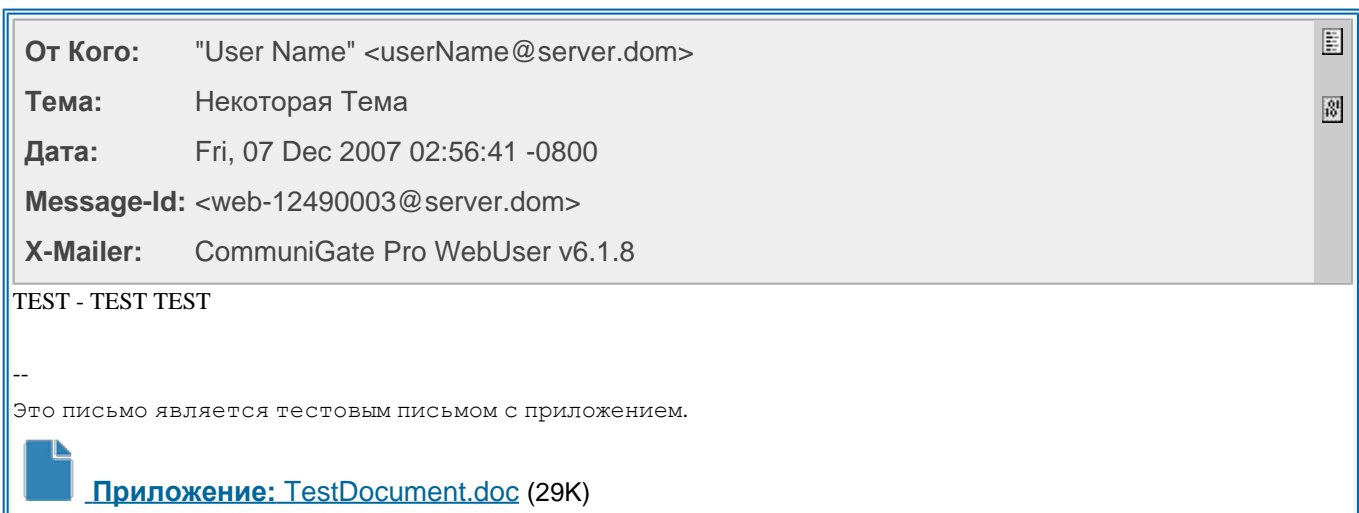 От Кого: "User Name" <userName@server.dom>
Тема: Некоторая Тема
Дата: Fri, 07 Dec 2007 02:56:41 -0800
Message-Id: <web-12490003@server.dom>
X-Mailer: CommuniGate Pro WebUser v6.1.8
TEST - TEST TEST
--
Это письмо является тестовым письмом с приложением.
Приложение: TestDocument.doc (29K)